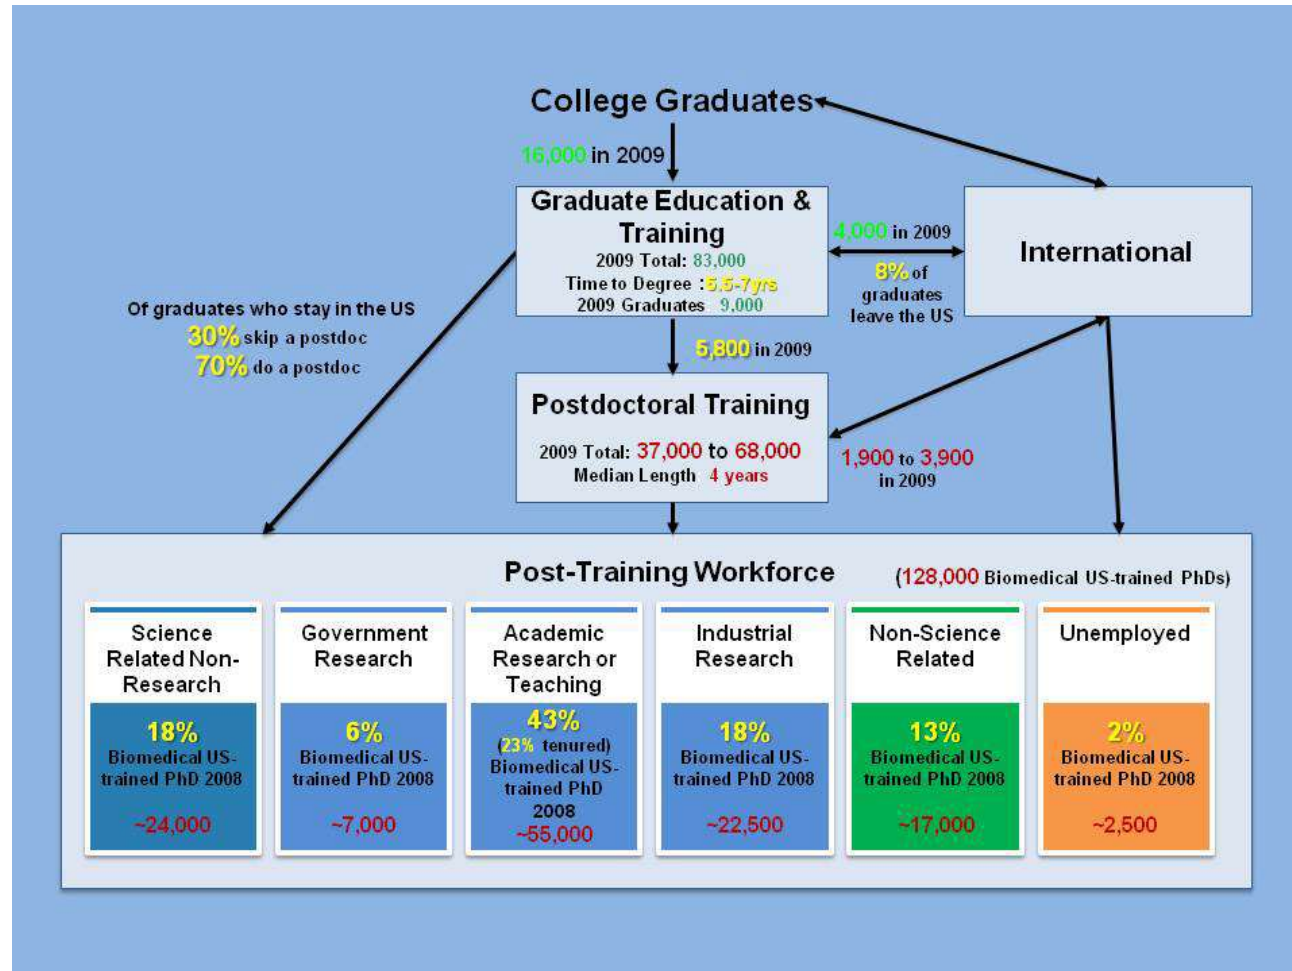 College Graduates
16,000 in 2009
Graduate Education &
Training
2009 Total: 83,000
Time to Degree : 5.5-7yrs
2009 Graduates 9,000
4,000 in 2009
8% of
graduates
leave the US
International
Of graduates who stay in the US
30% skip a postdoc
70% do a postdoc
5,800 in 2009
Postdoctoral Training
2009 Total: 37,000 to 68,000
Median Length 4 years
1,900 to 3,900
in 2009
Post-Training Workforce
(128,000 Biomedical US-trained PhDs)
Science
Related Non-
Research
18%
Biomedical US-
trained PhD 2008
~24,000
Government
Research
6%
Biomedical US-
trained PhD 2008
~7,000
Academic
Research or
Teaching
43%
(23% tenured)
Biomedical US-
trained PhD
2008
~55,000
Industrial
Research
18%
Biomedical US-
trained PhD 2008
~22,500
Non-Science
Related
13%
Biomedical US-
trained PhD 2008
~17,000
Unemployed
2%
Biomedical US-
trained PhD 2008
~2,500